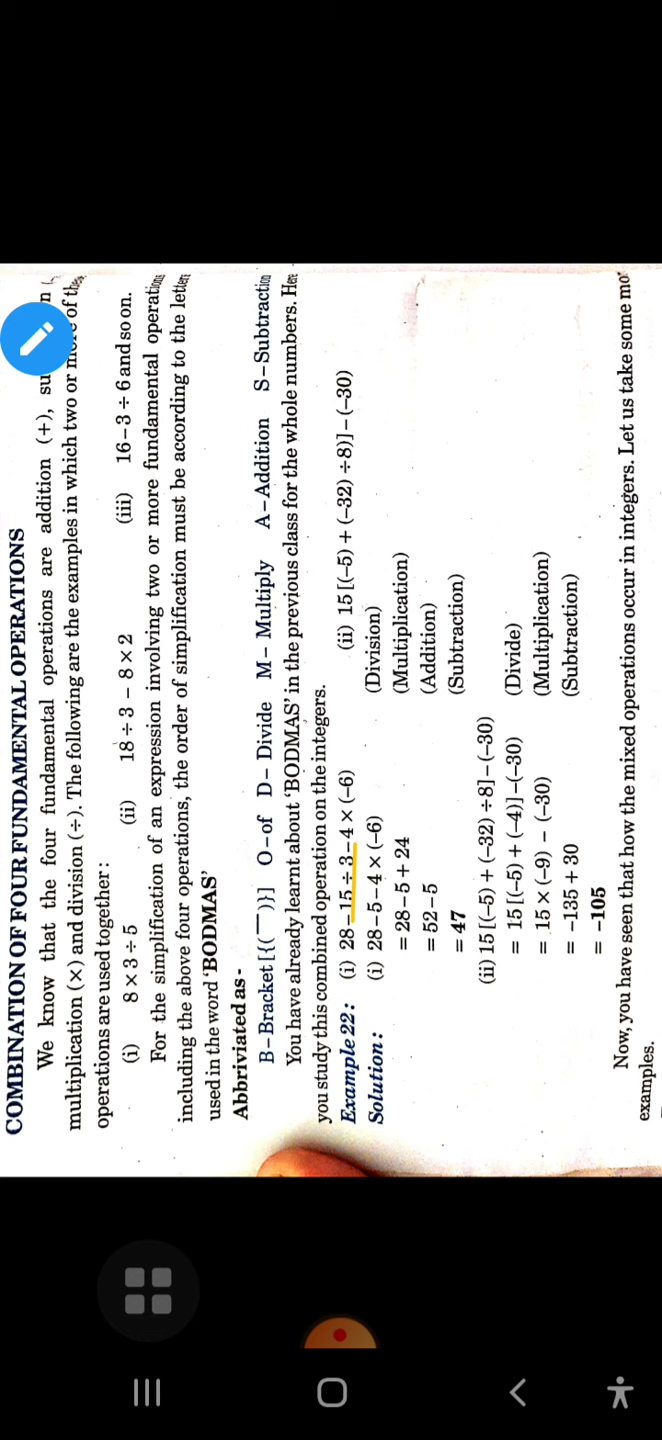 COMBINATION OF FOUR FUNDAMENTAL OPERATIONS
We know that the four fundamental operations are addition (+),
multiplication (×) and division (÷). The following are the examples in which two or more of these
operations are used together :
(i) 8 × 3 ÷ 5 (ii) 18 ÷ 3 – 8 × 2 (iii) 16 – 3 ÷ 6 and so on.
For the simplification of an expression involving two or more fundamental operations
including the above four operations, the order of simplification must be according to the letters
used in the word ‘BODMAS’
Abbriviated as -
B – Bracket [{(‾)}] O – of D – Divide M – Multiply A – Addition S – Subtraction
You have already learnt about ‘BODMAS’ in the previous class for the whole numbers. Here
you study this combined operation on the integers.
Example 22 : (i) 28 – 15 ÷ 3 – 4 × (–6) (ii) 15 [(–5) + (–32) ÷8)] – (–30)
Solution : (i) 28 – 5 – 4 × (–6) (Division)
= 28 – 5 + 24 (Multiplication)
= 52 – 5 (Addition)
= 47 (Subtraction)
(ii) 15 [(–5) + (–32) ÷8] – (–30)
= 15 [(–5) + (–4)] –(–30) (Divide)
= 15 × (–9) – (–30) (Multiplication)
= –135 + 30 (Subtraction)
= –105
Now, you have seen that how the mixed operations occur in integers. Let us take some
examples.